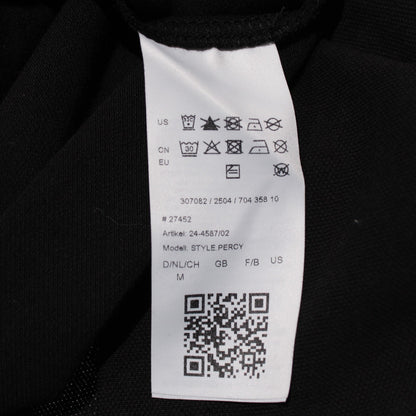 US
CN
EU
30
W
307082 / 2504 / 704 358 10
# 27452
Artikel: 24-4587/02
Modell: STYLE PERCY
D/NL/CH GB F/B US
M